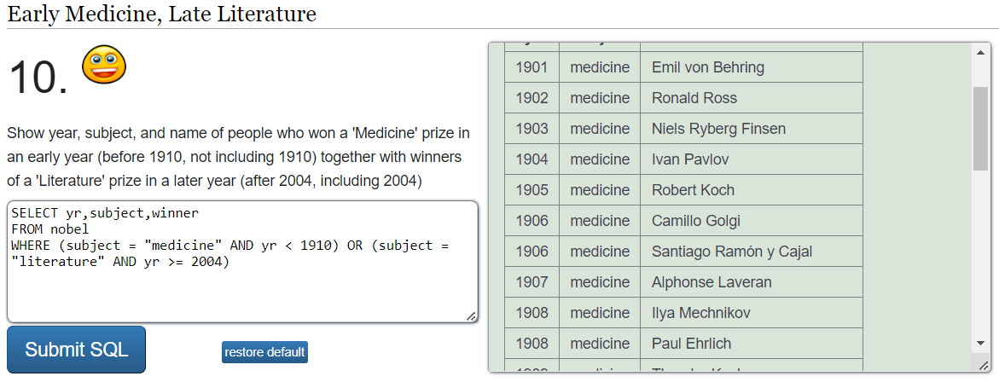 Early Medicine, Late Literature
10.
Show year, subject, and name of people who won a 'Medicine' prize in
an early year (before 1910, not including 1910) together with winners
of a 'Literature' prize in a later year (after 2004, including 2004)
SELECT yr,subject,winner
FROM nobel
WHERE (subject = "medicine" AND yr < 1910) OR (subject =
"literature" AND yr >= 2004)
Submit SQL
restore default
1901 medicine Emil von Behring
1902 medicine Ronald Ross
1903 medicine Niels Ryberg Finsen
1904 medicine Ivan Pavlov
1905 medicine Robert Koch
1906 medicine Camillo Golgi
1906 medicine Santiago Ramón y Cajal
1907 medicine Alphonse Laveran
1908 medicine Ilya Mechnikov
1908 medicine Paul Ehrlich